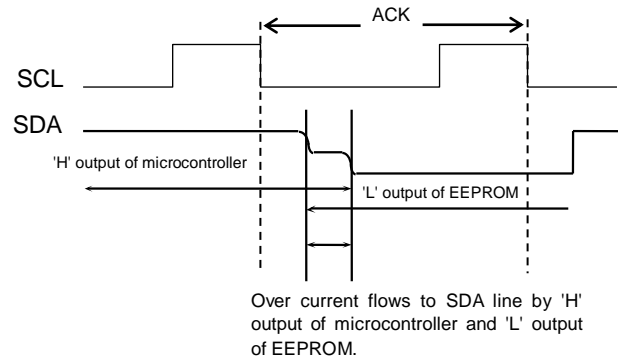 ACK
SCL
SDA
'H' output of microcontroller
'L' output of EEPROM
Over current flows to SDA line by 'H'
output of microcontroller and 'L' output
of EEPROM.